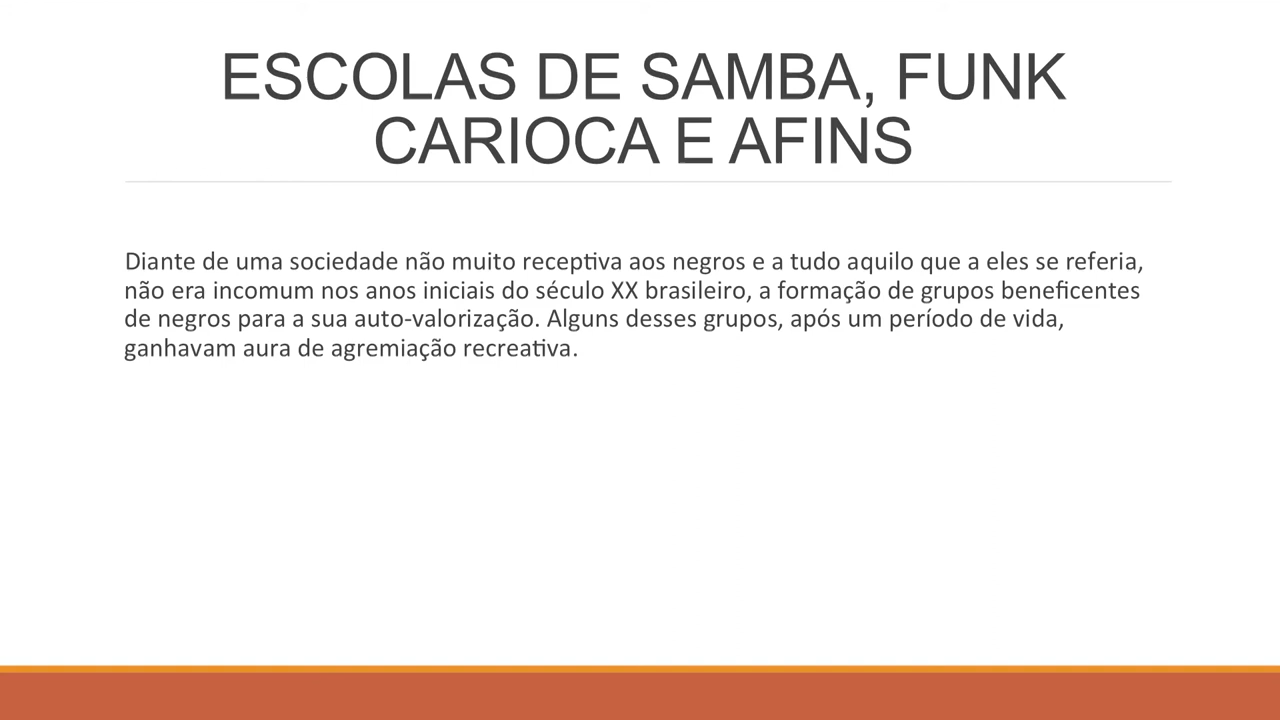 ESCOLAS DE SAMBA, FUNK
CARIOCA E AFINS
Diante de uma sociedade não muito receptiva aos negros e a tudo aquilo que a eles se referia,
não era incomum nos anos iniciais do século XX brasileiro, a formação de grupos beneficentes
de negros para a sua auto-valorização. Alguns desses grupos, após um período de vida,
ganhavam aura de agremiação recreativa.